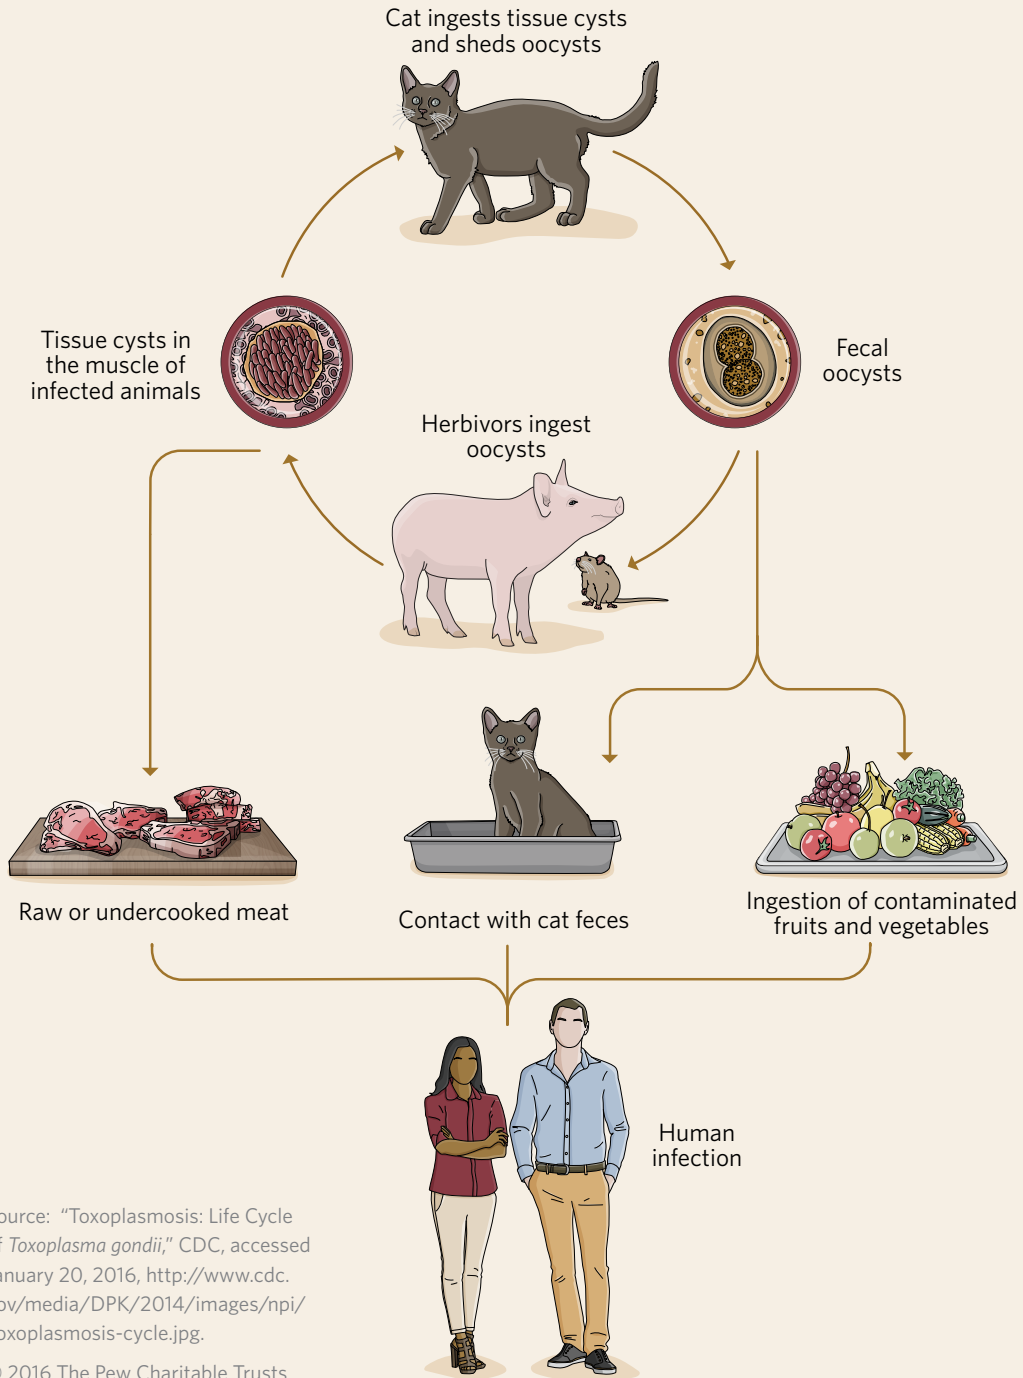 Cat ingests tissue cysts
and sheds oocysts
Tissue cysts in
the muscle of
infected animals
Fecal
oocysts
Herbivors ingest
oocysts
Raw or undercooked meat
Contact with cat feces
Ingestion of contaminated
fruits and vegetables
Human
infection
ource: “Toxoplasmosis: Life Cycle
f Toxoplasma gondii,” CDC, accessed
anuary 20, 2016, http://www.cdc.
ov/media/DPK/2014/images/npi/
oxoplasmosis-cycle.jpg.
2016 The Pew Charitable Trusts